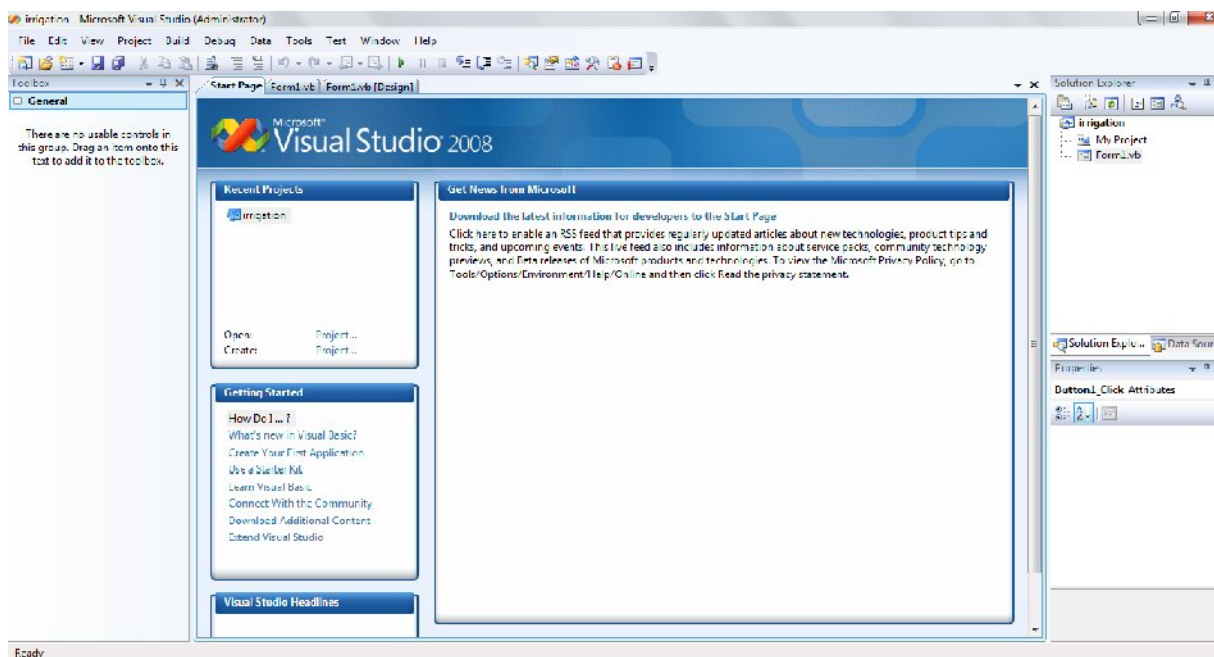 irrigation - Microsoft Visual Studio (Administrator)
File Edit View Project Build Debug Data Tools Test Window Help
Toolbox
General
There are no usable controls in
this group. Drag an item onto this
text to add it to the toolbox.
Start Page Form1.vb Form1.vb [Design]
Microsoft
Visual Studio 2008
Recent Projects
irrigation
Open: Project...
Create: Project...
Getting Started
How Do I ... ?
What's new in Visual Basic?
Create Your First Application
Use a Starter Kit
Learn Visual Basic
Connect With the Community
Download Additional Content
Extend Visual Studio
Visual Studio Headlines
Get News from Microsoft
Download the latest information for developers to the Start Page
Click here to enable an RSS feed that provides regularly updated articles about new technologies, product tips and
tricks, and upcoming events. This live feed also includes information about service packs, community technology
previews, and Beta releases of Microsoft products and technologies. To view the Microsoft Privacy Policy, go to
Tools/Options/Environment/Help/Online and then click Read the privacy statement.
Solution Explorer
irrigation
My Project
Form1.vb
Solution Explo... Data Sour
Properties
Button1_Click Attributes
Ready